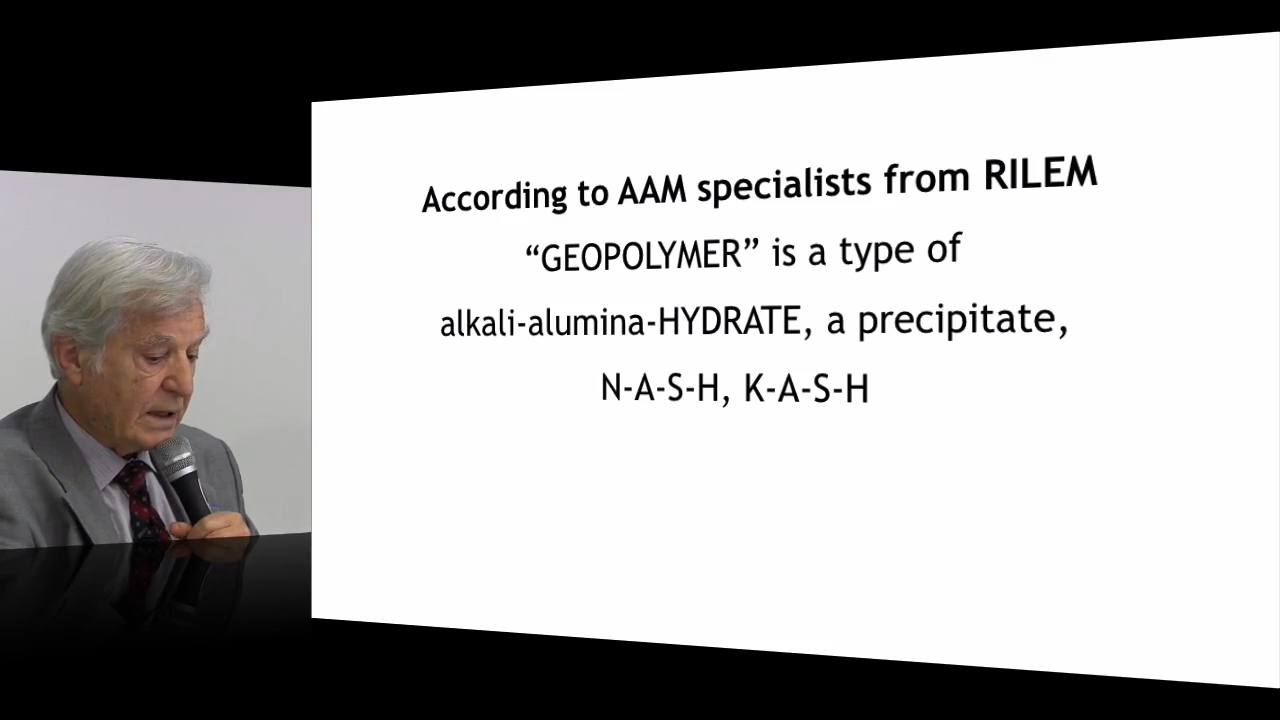 According to AAM specialists from RILEM
“GEOPOLYMER” is a type of
alkali-alumina-HYDRATE, a precipitate,
N-A-S-H, K-A-S-H